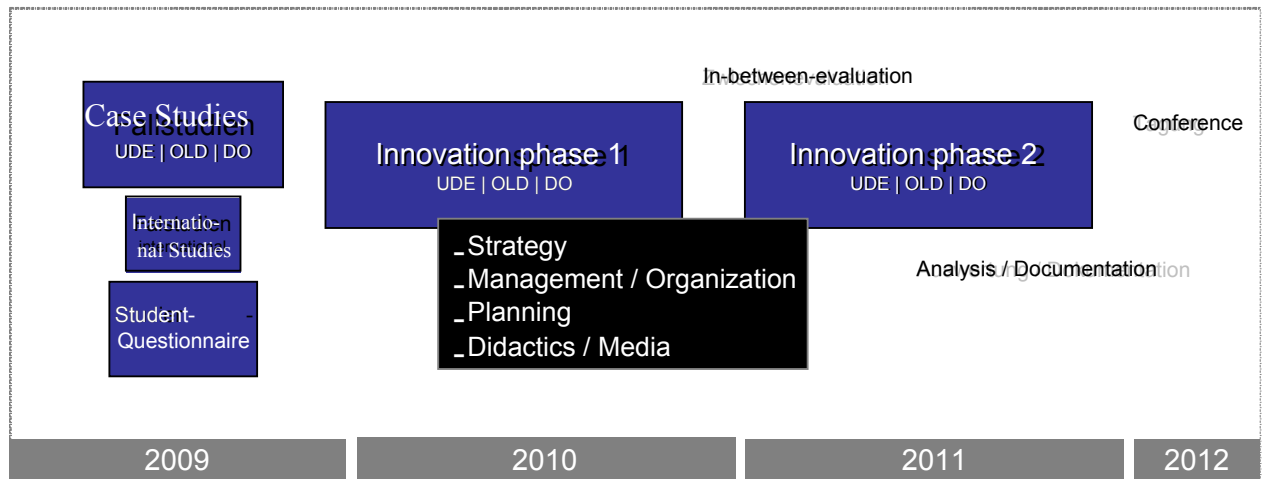 In-between-evaluation
Case Studies
Fallstudien
UDE | OLD | DO
Innovation phase 1
UDE | OLD | DO
Innovation phase 2
UDE | OLD | DO
Conference
Tagung
Internatio-
nal Studies
Student-
Questionnaire
Strategy
Management / Organization
Planning
Didactics / Media
Analysis / Documentation
2009
2010
2011
2012